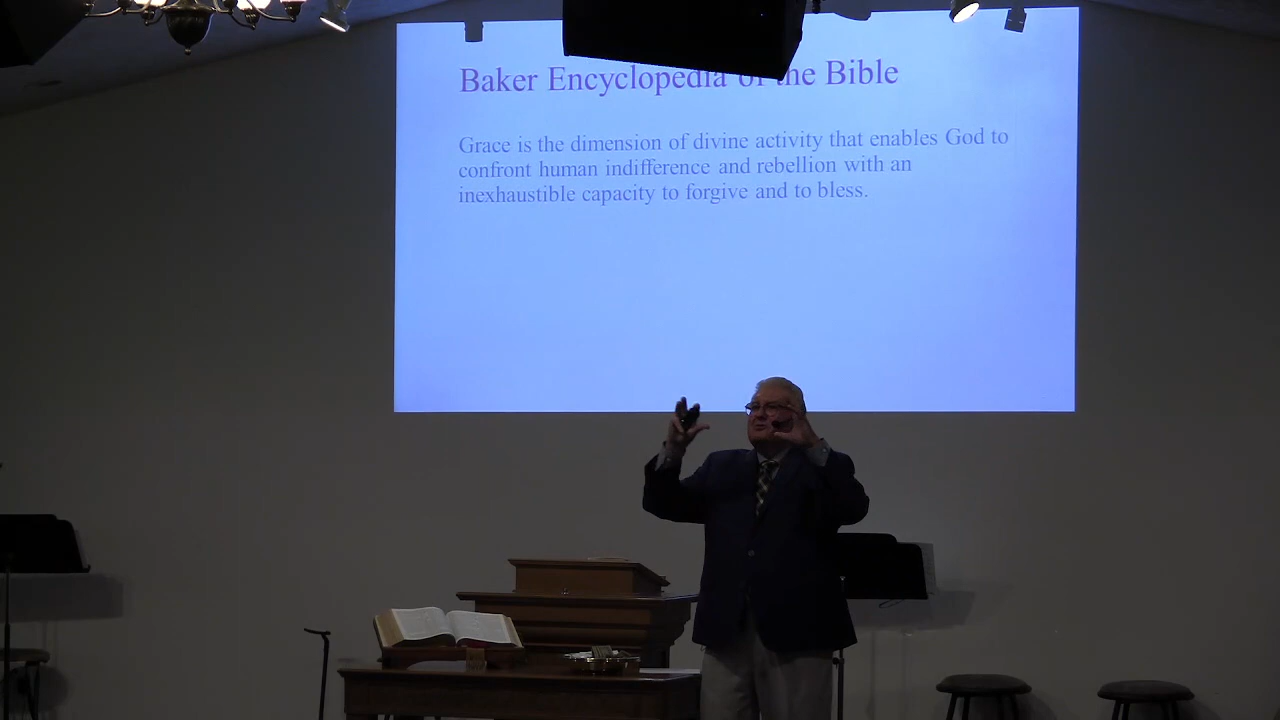 Baker Encyclopedia of the Bible
Grace is the dimension of divine activity that enables God to
confront human indifference and rebellion with an
inexhaustible capacity to forgive and to bless.